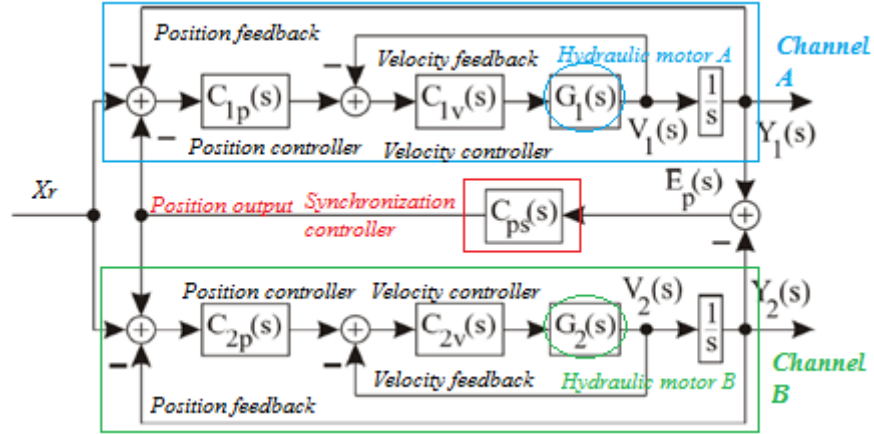 Position feedback
Velocity feedback
Hydraulic motor A
Channel
A
C1p(s)
C1v(s)
G1(s)
1
s
V1(s)
Y1(s)
Position controller
Velocity controller
Xr
Position output
Synchronization
controller
Cps(s)
Ep(s)
Position controller
Velocity controller
V2(s)
Y2(s)
C2p(s)
C2v(s)
G2(s)
1
s
Velocity feedback
Hydraulic motor B
Channel
B
Position feedback